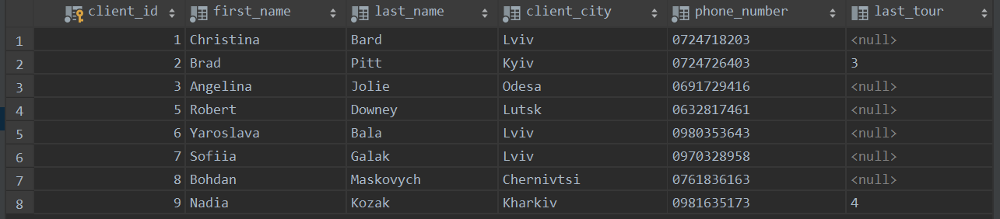 client_id first_name last_name client_city phone_number last_tour
1 1 Christina Bard Lviv 0724718203 <null>
2 2 Brad Pitt Kyiv 0724726403 3
3 3 Angelina Jolie Odesa 0691729416 <null>
4 5 Robert Downey Lutsk 0632817461 <null>
5 6 Yaroslava Bala Lviv 0980353643 <null>
6 7 Sofiia Galak Lviv 0970328958 <null>
7 8 Bohdan Maskovych Chernivtsi 0761836163 <null>
8 9 Nadia Kozak Kharkiv 0981635173 4